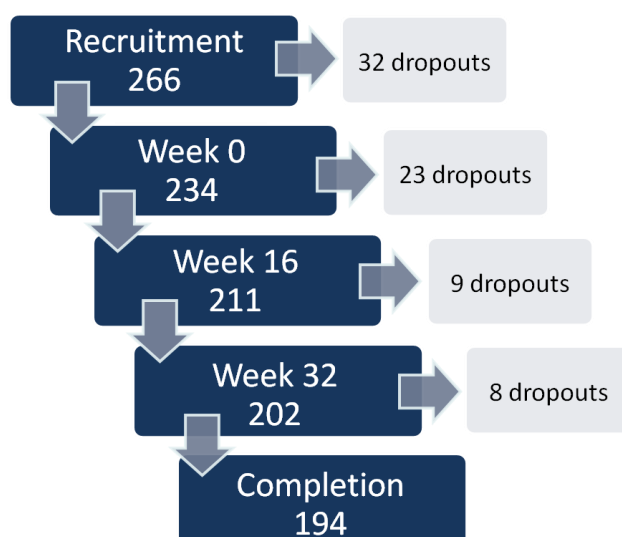 Recruitment
266
32 dropouts
Week 0
234
23 dropouts
Week 16
211
9 dropouts
Week 32
202
8 dropouts
Completion
194